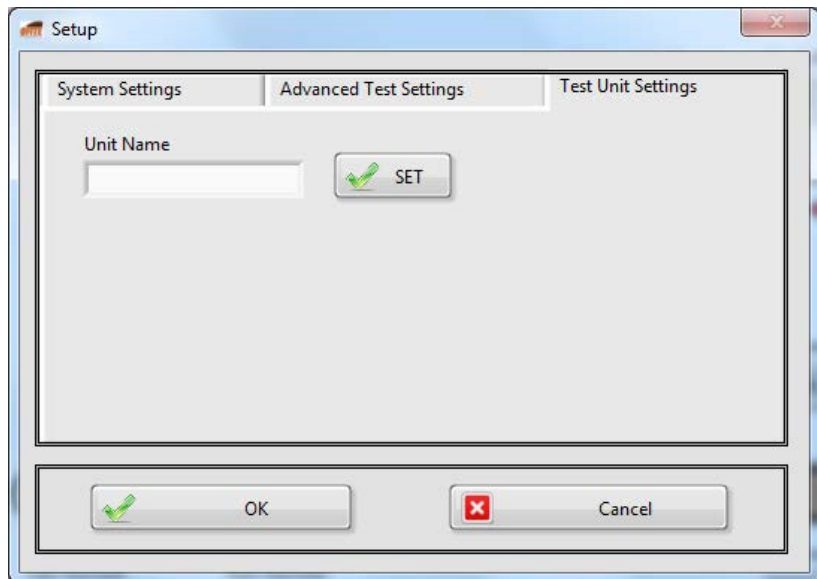 Setup
System Settings
Advanced Test Settings
Test Unit Settings
Unit Name
SET
OK
Cancel